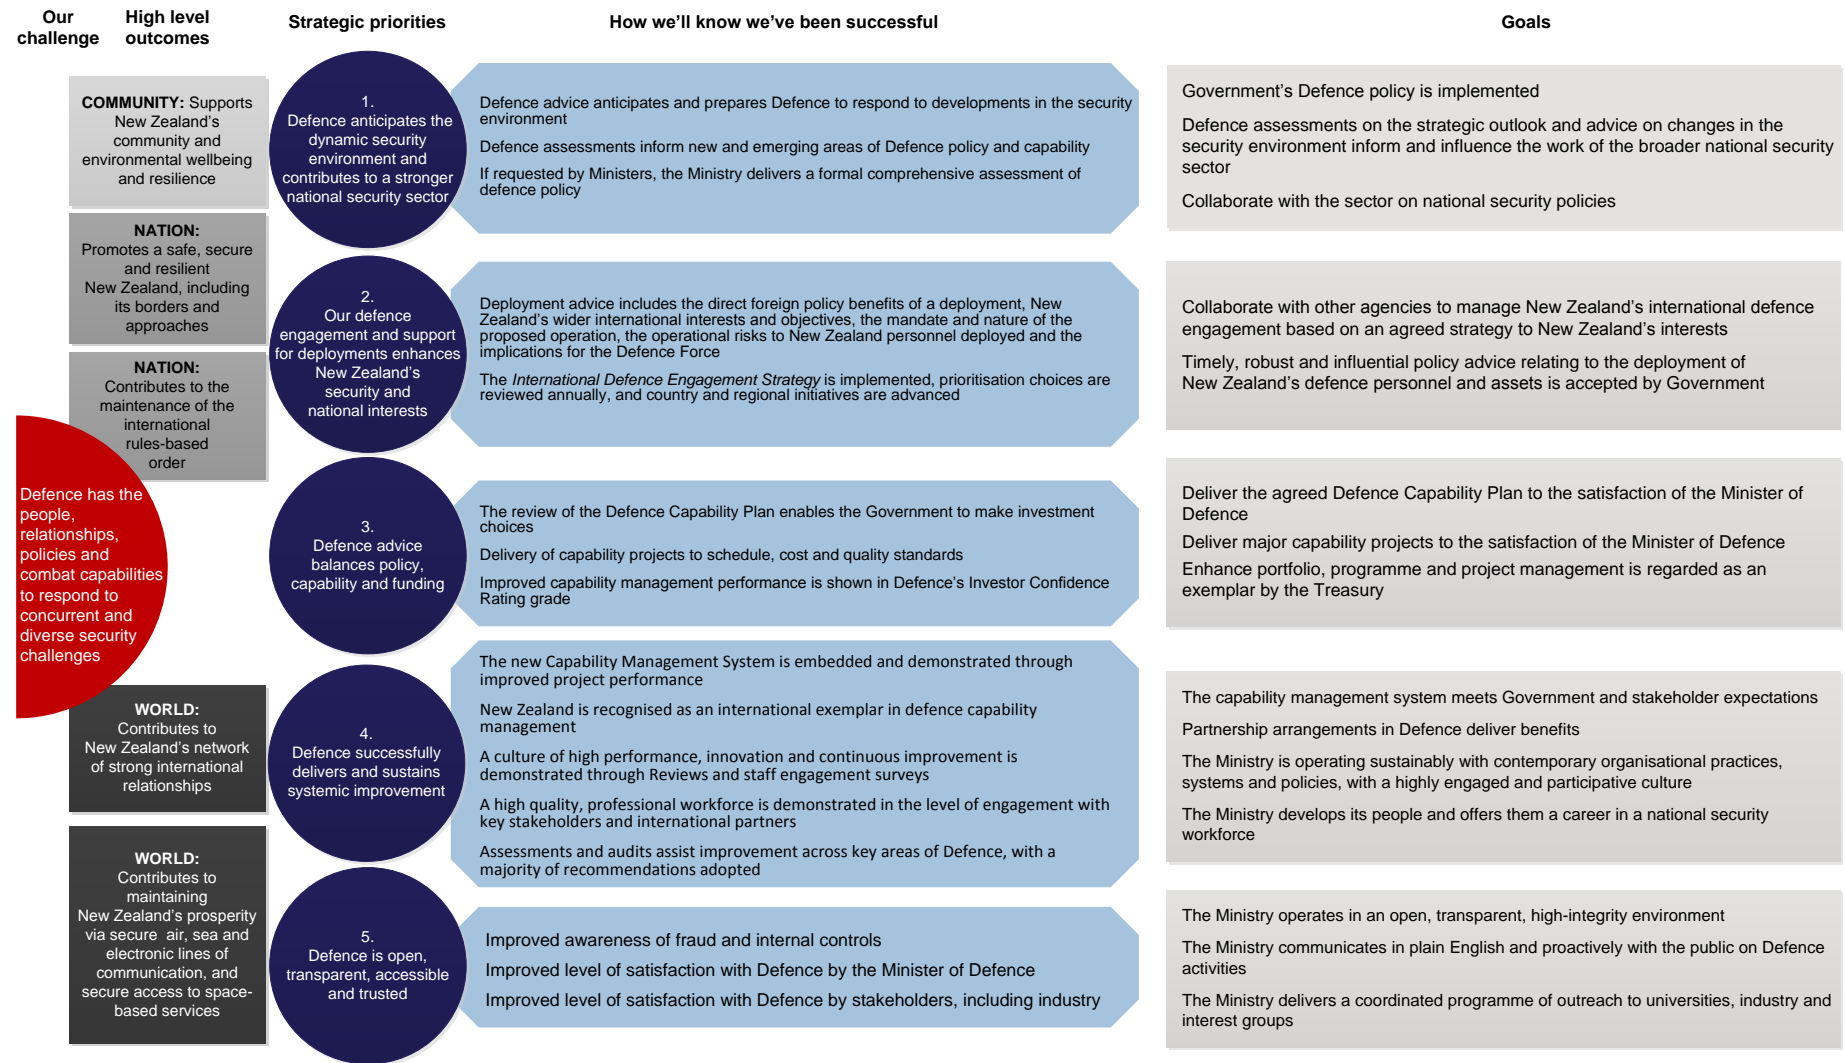 Our challenge
High level outcomes
Strategic priorities
How we'll know we've been successful
Goals
Defence has the
people,
relationships,
policies and
combat capabilities
to respond to
concurrent and
diverse security
challenges
COMMUNITY: Supports
New Zealand's
community and
environmental wellbeing
and resilience
NATION:
Promotes a safe, secure
and resilient
New Zealand, including
its borders and
approaches
NATION:
Contributes to the
maintenance of the
international
rules-based
order
WORLD:
Contributes to
New Zealand's network
of strong international
relationships
WORLD:
Contributes to
maintaining
New Zealand's prosperity
via secure  air, sea and
electronic lines of
communication, and
secure access to space-
based services
1.
Defence anticipates the
dynamic security
environment and
contributes to a stronger
national security sector
Defence advice anticipates and prepares Defence to respond to developments in the security
environment
Defence assessments inform new and emerging areas of Defence policy and capability
If requested by Ministers, the Ministry delivers a formal comprehensive assessment of
defence policy
Government's Defence policy is implemented
Defence assessments on the strategic outlook and advice on changes in the
security environment inform and influence the work of the broader national security
sector
Collaborate with the sector on national security policies
2.
Our defence
engagement and support
for deployments enhances
New Zealand's
security and
national interests
Deployment advice includes the direct foreign policy benefits of a deployment, New
Zealand's wider international interests and objectives, the mandate and nature of the
proposed operation, the operational risks to New Zealand personnel deployed and the
implications for the Defence Force
The International Defence Engagement Strategy is implemented, prioritisation choices are
reviewed annually, and country and regional initiatives are advanced
Collaborate with other agencies to manage New Zealand's international defence
engagement based on an agreed strategy to New Zealand's interests
Timely, robust and influential policy advice relating to the deployment of
New Zealand's defence personnel and assets is accepted by Government
3.
Defence advice
balances policy,
capability and funding
The review of the Defence Capability Plan enables the Government to make investment
choices
Delivery of capability projects to schedule, cost and quality standards
Improved capability management performance is shown in Defence's Investor Confidence
Rating grade
Deliver the agreed Defence Capability Plan to the satisfaction of the Minister of
Defence
Deliver major capability projects to the satisfaction of the Minister of Defence
Enhance portfolio, programme and project management is regarded as an
exemplar by the Treasury
4.
Defence successfully
delivers and sustains
systemic improvement
The new Capability Management System is embedded and demonstrated through
improved project performance
New Zealand is recognised as an international exemplar in defence capability
management
A culture of high performance, innovation and continuous improvement is
demonstrated through Reviews and staff engagement surveys
A high quality, professional workforce is demonstrated in the level of engagement with
key stakeholders and international partners
Assessments and audits assist improvement across key areas of Defence, with a
majority of recommendations adopted
The capability management system meets Government and stakeholder expectations
Partnership arrangements in Defence deliver benefits
The Ministry is operating sustainably with contemporary organisational practices,
systems and policies, with a highly engaged and participative culture
The Ministry develops its people and offers them a career in a national security
workforce
5.
Defence is open,
transparent, accessible
and trusted
Improved awareness of fraud and internal controls
Improved level of satisfaction with Defence by the Minister of Defence
Improved level of satisfaction with Defence by stakeholders, including industry
The Ministry operates in an open, transparent, high-integrity environment
The Ministry communicates in plain English and proactively with the public on Defence
activities
The Ministry delivers a coordinated programme of outreach to universities, industry and
interest groups